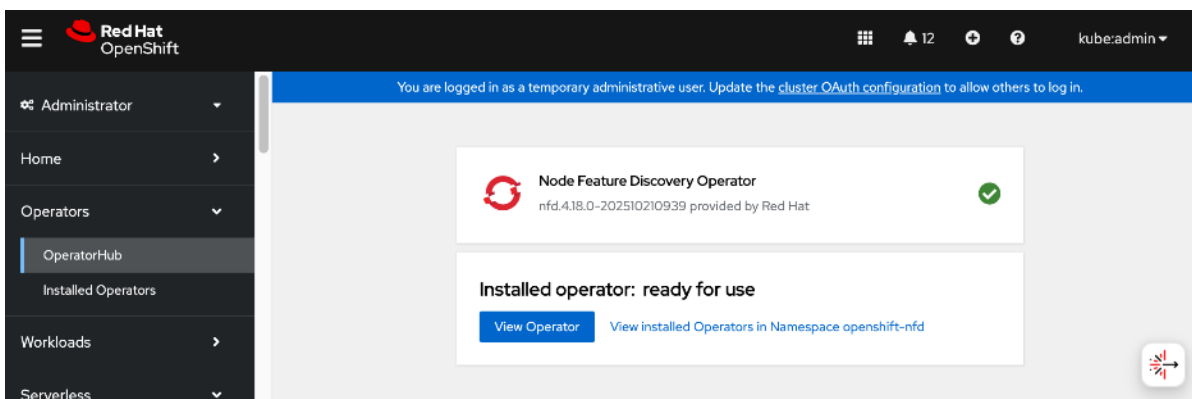 Red Hat
OpenShift
12
kube:admin
You are logged in as a temporary administrative user. Update the cluster OAuth configuration to allow others to log in.
Administrator
Home
Operators
OperatorHub
Installed Operators
Workloads
Serverless
Node Feature Discovery Operator
nfd.4.18.0-202510210939 provided by Red Hat
Installed operator: ready for use
View Operator
View installed Operators in Namespace openshift-nfd